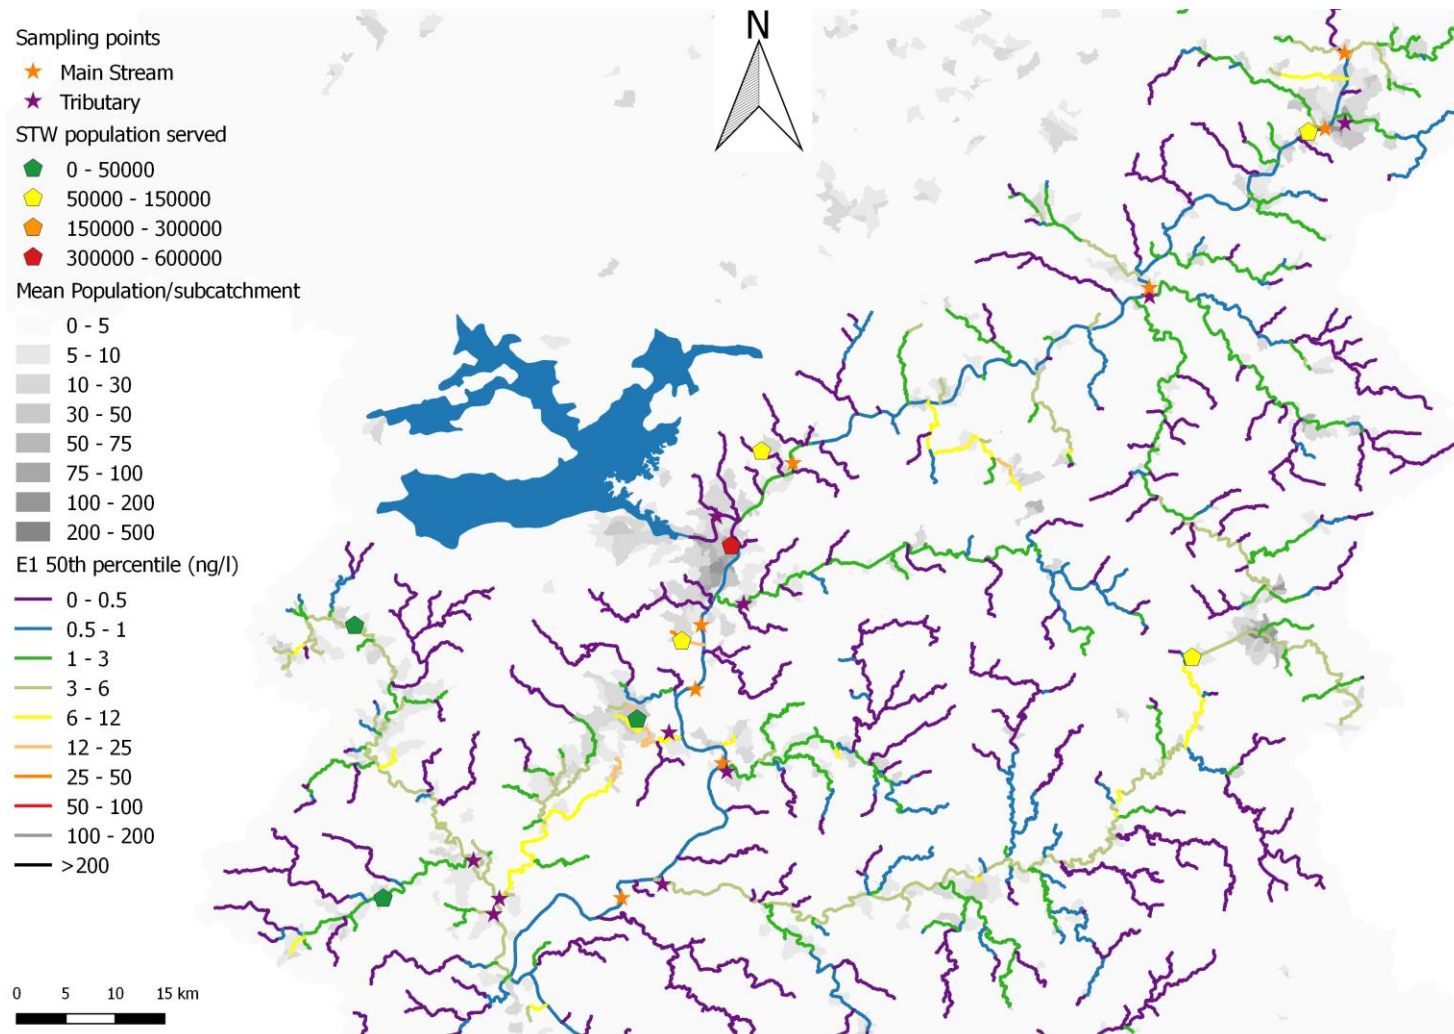 N
Sampling points
Main Stream
Tributary
STW population served
0 - 50000
50000 - 150000
150000 - 300000
300000 - 600000
Mean Population/subcatchment
0 - 5
5 - 10
10 - 30
30 - 50
50 - 75
75 - 100
100 - 200
200 - 500
E1 50th percentile (ng/l)
0 - 0.5
0.5 - 1
1 - 3
3 - 6
6 - 12
12 - 25
25 - 50
50 - 100
100 - 200
>200
0 5 10 15 km